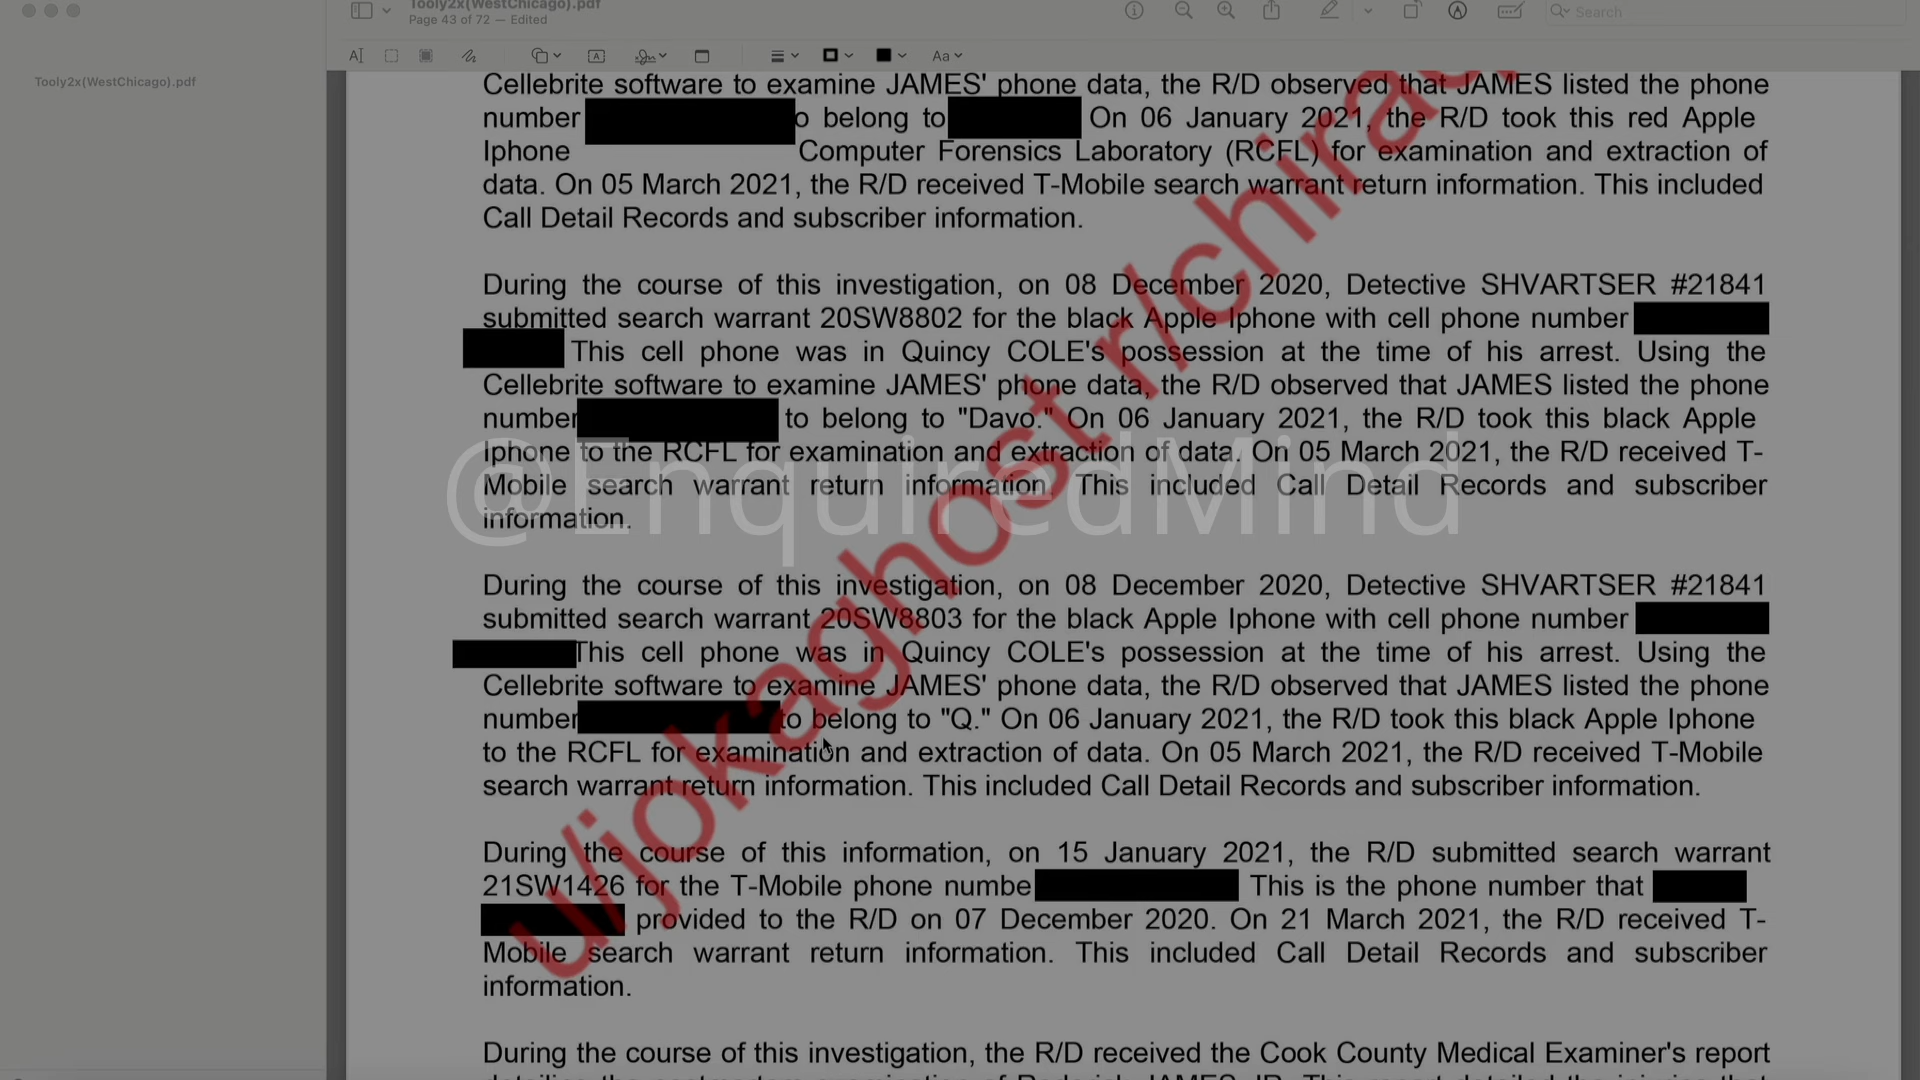 Tooly2x(WestChicago).pdf
Page 43 of 72 — Edited
Search
Aa
Tooly2x(WestChicago).pdf
Cellebrite software to examine JAMES' phone data, the R/D observed that JAMES listed the phone
number o belong to On 06 January 2021, the R/D took this red Apple
Iphone Computer Forensics Laboratory (RCFL) for examination and extraction of
data. On 05 March 2021, the R/D received T-Mobile search warrant return information. This included
Call Detail Records and subscriber information.
During the course of this investigation, on 08 December 2020, Detective SHVARTSER #21841
submitted search warrant 20SW8802 for the black Apple Iphone with cell phone number
This cell phone was in Quincy COLE's possession at the time of his arrest. Using the
Cellebrite software to examine JAMES' phone data, the R/D observed that JAMES listed the phone
number to belong to "Davo." On 06 January 2021, the R/D took this black Apple
Iphone to the RCFL for examination and extraction of data. On 05 March 2021, the R/D received T-
Mobile search warrant return information. This included Call Detail Records and subscriber
information.
@EnquiredMind
During the course of this investigation, on 08 December 2020, Detective SHVARTSER #21841
submitted search warrant 20SW8803 for the black Apple Iphone with cell phone number
This cell phone was in Quincy COLE's possession at the time of his arrest. Using the
Cellebrite software to examine JAMES' phone data, the R/D observed that JAMES listed the phone
number to belong to "Q." On 06 January 2021, the R/D took this black Apple Iphone
to the RCFL for examination and extraction of data. On 05 March 2021, the R/D received T-Mobile
search warrant return information. This included Call Detail Records and subscriber information.
During the course of this information, on 15 January 2021, the R/D submitted search warrant
21SW1426 for the T-Mobile phone numbe This is the phone number that
provided to the R/D on 07 December 2020. On 21 March 2021, the R/D received T-
Mobile search warrant return information. This included Call Detail Records and subscriber
information.
During the course of this investigation, the R/D received the Cook County Medical Examiner's report
u/jokaghost r/chiraq